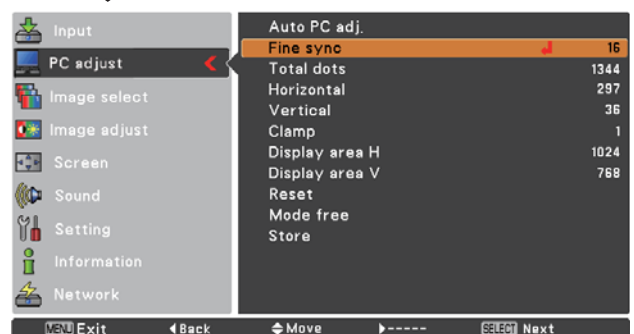 Input
PC adjust
Image select
Image adjust
Screen
Sound
Setting
Information
Network
Auto PC adj.
Fine sync 16
Total dots 1344
Horizontal 297
Vertical 36
Clamp 1
Display area H 1024
Display area V 768
Reset
Mode free
Store
MENU Exit ◀Back ◆Move ▶----- SELECT Next